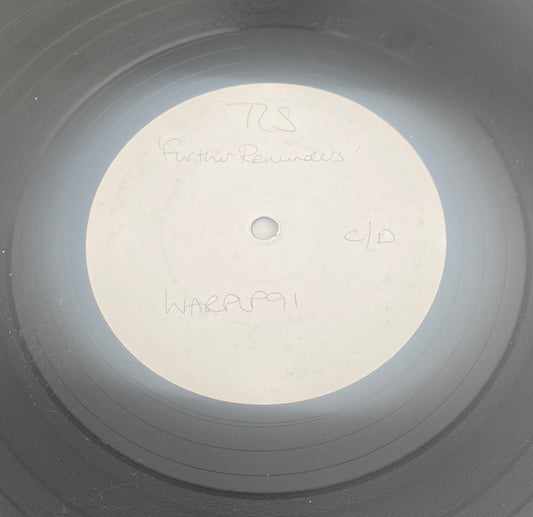 TLS
'Further Reminders'
C/D
WARPLP91